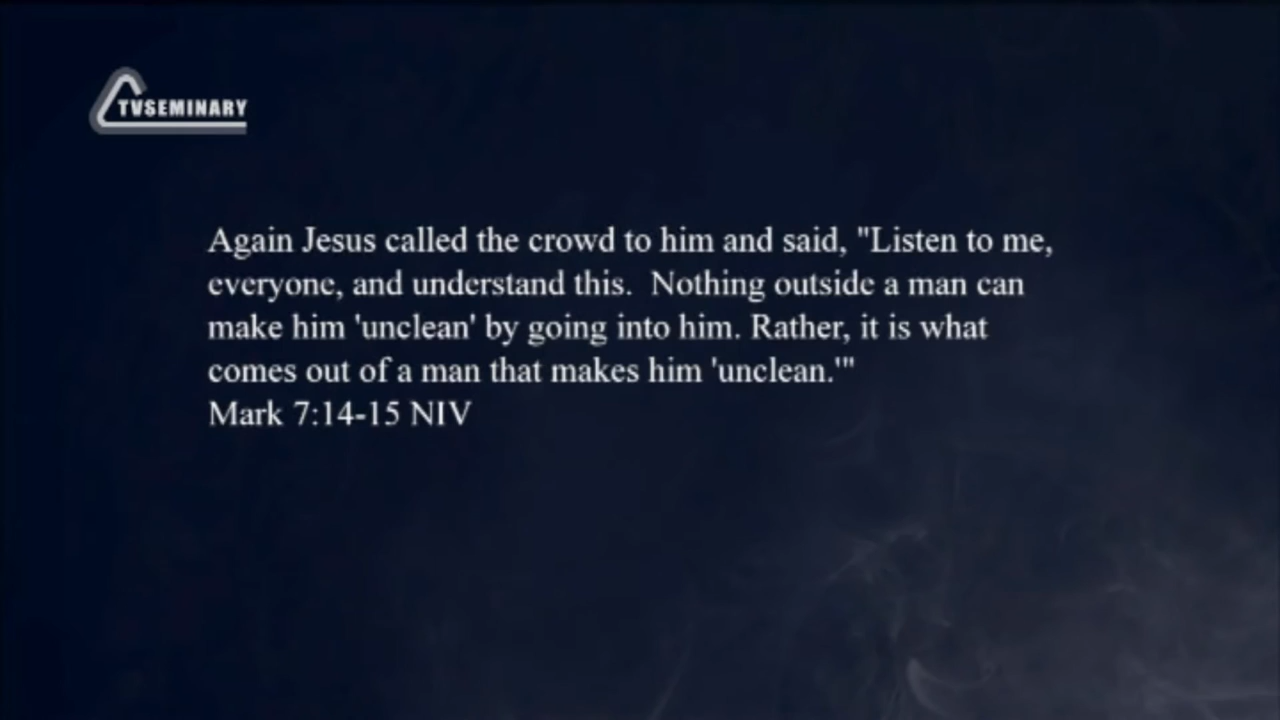 TVSEMINARY
Again Jesus called the crowd to him and said, "Listen to me,
everyone, and understand this.  Nothing outside a man can
make him 'unclean' by going into him. Rather, it is what
comes out of a man that makes him 'unclean.'"
Mark 7:14-15 NIV